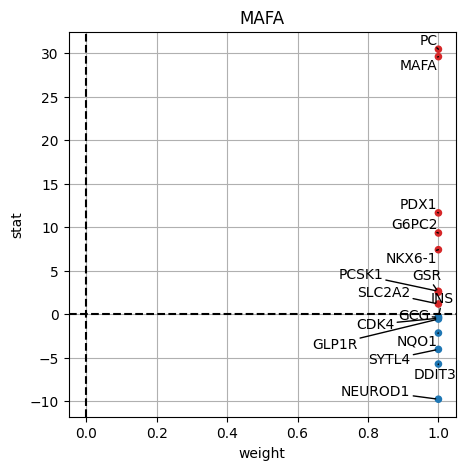 MAFA
PC
MAFA
PDX1
G6PC2
NKX6-1
PCSK1
GSR
SLC2A2
INS
GCG
CDK4
GLP1R
NQO1
SYTL4
DDIT3
NEUROD1
30
25
20
15
10
5
0
−5
−10
stat
0.0 0.2 0.4 0.6 0.8 1.0
weight